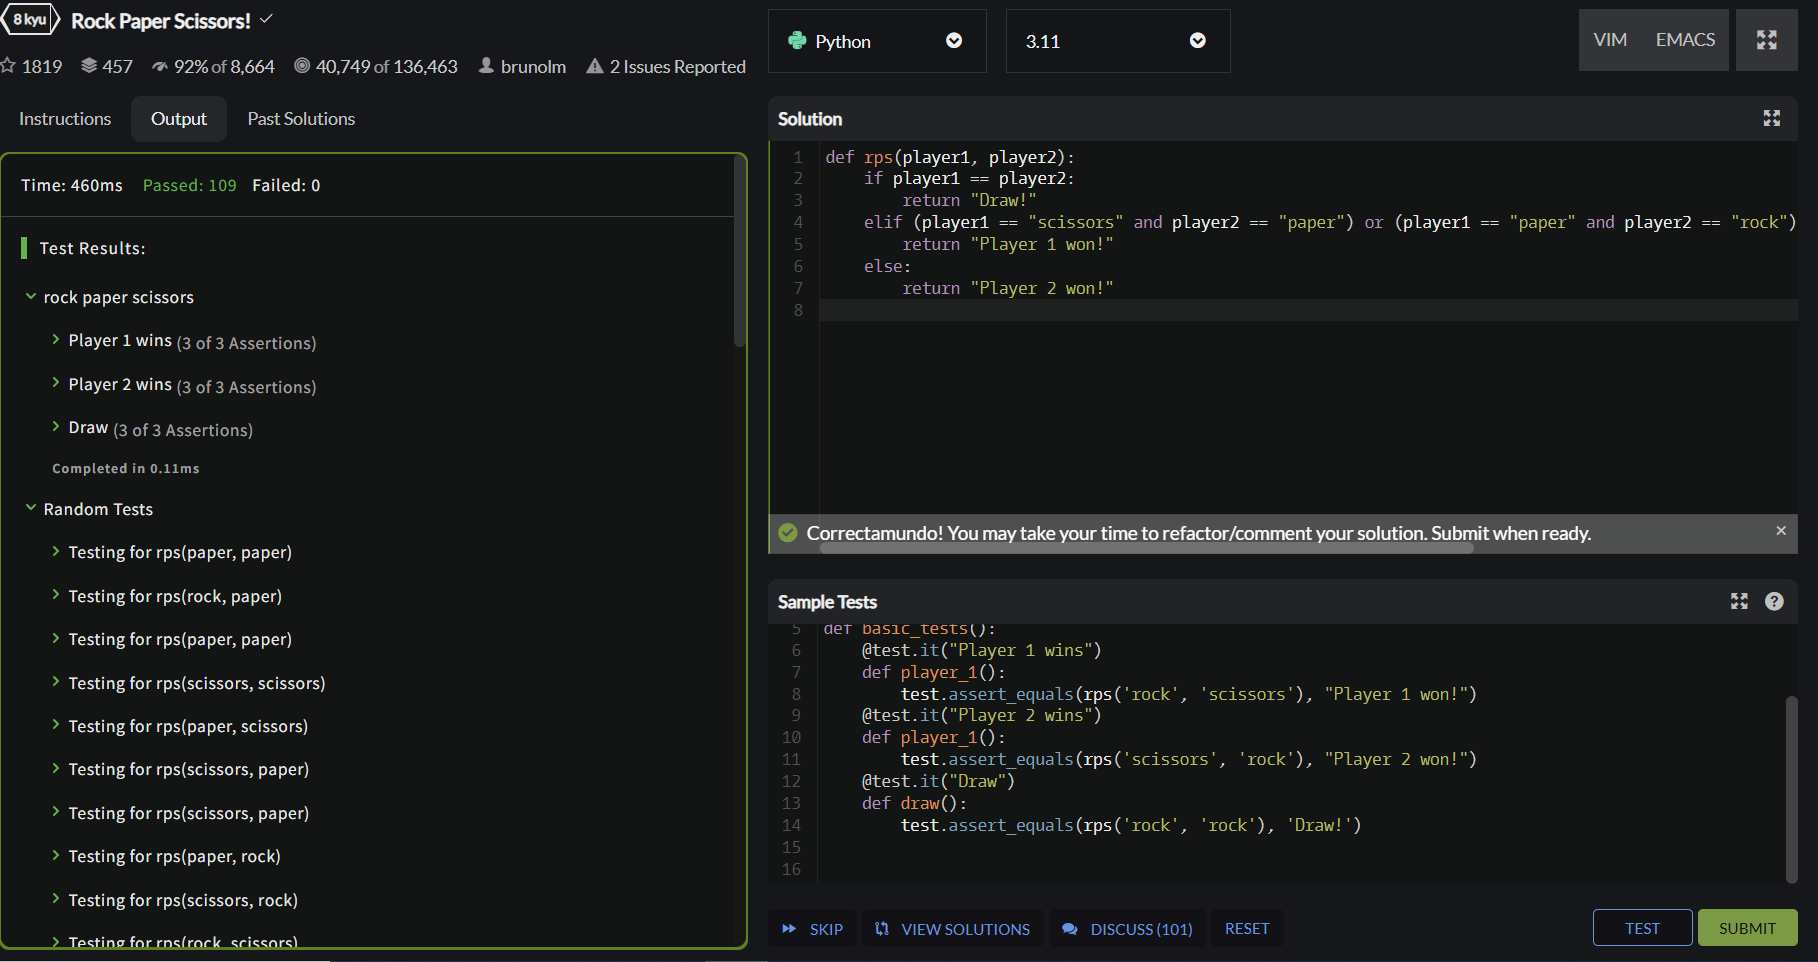 8 kyu Rock Paper Scissors!
1819 457 92% of 8,664 40,749 of 136,463 brunolm 2 Issues Reported
Instructions Output Past Solutions
Time: 460ms Passed: 109 Failed: 0
Test Results:
rock paper scissors
Player 1 wins (3 of 3 Assertions)
Player 2 wins (3 of 3 Assertions)
Draw (3 of 3 Assertions)
Completed in 0.11ms
Random Tests
Testing for rps(paper, paper)
Testing for rps(rock, paper)
Testing for rps(paper, paper)
Testing for rps(scissors, scissors)
Testing for rps(paper, scissors)
Testing for rps(scissors, paper)
Testing for rps(scissors, paper)
Testing for rps(paper, rock)
Testing for rps(scissors, rock)
Testing for rps(rock, scissors)
Python 3.11 VIM EMACS
Solution
1 def rps(player1, player2):
2 if player1 == player2:
3 return "Draw!"
4 elif (player1 == "scissors" and player2 == "paper") or (player1 == "paper" and player2 == "rock")
5 return "Player 1 won!"
6 else:
7 return "Player 2 won!"
8
Correctamundo! You may take your time to refactor/comment your solution. Submit when ready.
Sample Tests
5 def basic_tests():
6 @test.it("Player 1 wins")
7 def player_1():
8 test.assert_equals(rps('rock', 'scissors'), "Player 1 won!")
9 @test.it("Player 2 wins")
10 def player_1():
11 test.assert_equals(rps('scissors', 'rock'), "Player 2 won!")
12 @test.it("Draw")
13 def draw():
14 test.assert_equals(rps('rock', 'rock'), 'Draw!')
15
16
SKIP VIEW SOLUTIONS DISCUSS (101) RESET TEST SUBMIT